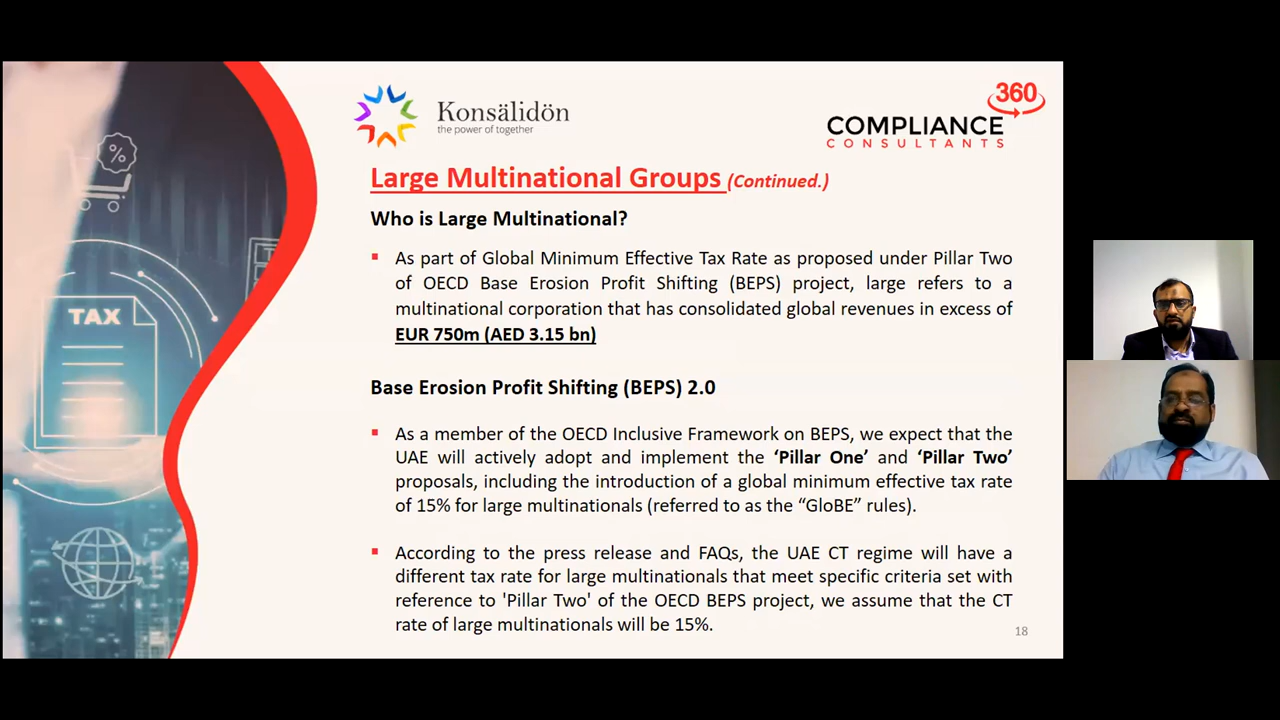 Konsälidön
the power of together
360
COMPLIANCE
CONSULTANTS
Large Multinational Groups (Continued.)
Who is Large Multinational?
▪ As part of Global Minimum Effective Tax Rate as proposed under Pillar Two
of OECD Base Erosion Profit Shifting (BEPS) project, large refers to a
multinational corporation that has consolidated global revenues in excess of
EUR 750m (AED 3.15 bn)
Base Erosion Profit Shifting (BEPS) 2.0
▪ As a member of the OECD Inclusive Framework on BEPS, we expect that the
UAE will actively adopt and implement the ‘Pillar One’ and ‘Pillar Two’
proposals, including the introduction of a global minimum effective tax rate
of 15% for large multinationals (referred to as the “GloBE” rules).
▪ According to the press release and FAQs, the UAE CT regime will have a
different tax rate for large multinationals that meet specific criteria set with
reference to 'Pillar Two' of the OECD BEPS project, we assume that the CT
rate of large multinationals will be 15%.
18
%
TAX